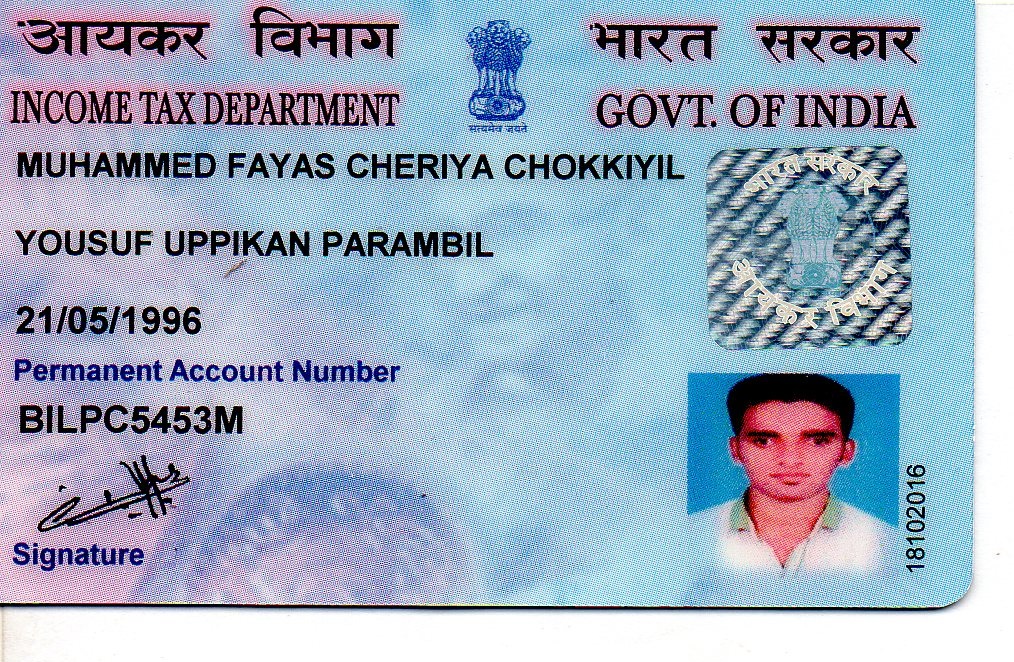 आयकर विभाग भारत सरकार
INCOME TAX DEPARTMENT GOVT. OF INDIA
सत्यमेव जयते
MUHAMMED FAYAS CHERIYA CHOKKIYIL
YOUSUF UPPIKAN PARAMBIL
21/05/1996
Permanent Account Number
BILPC5453M
Signature
भारत सरकार
आयकर विभाग
18102016